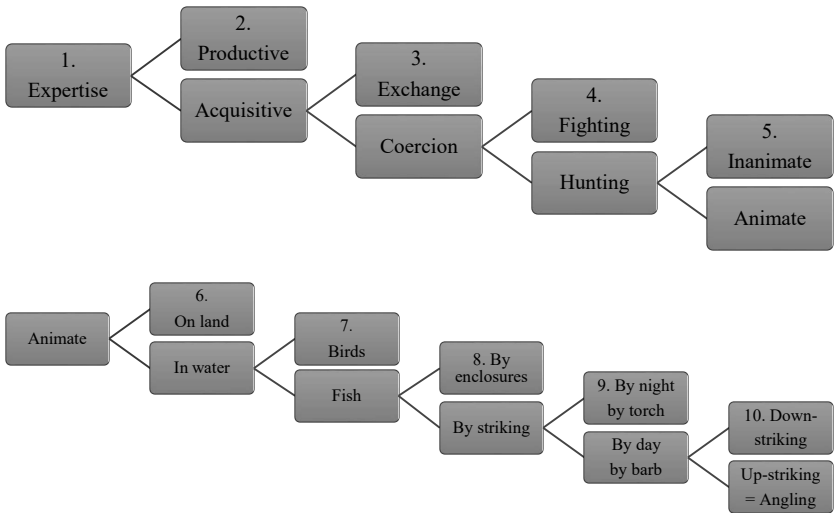 1.
Expertise
2.
Productive
Acquisitive
3.
Exchange
Coercion
4.
Fighting
Hunting
5.
Inanimate
Animate
Animate
6.
On land
In water
7.
Birds
Fish
8. By
enclosures
By striking
9. By night
by torch
By day
by barb
10. Down-
striking
Up-striking
= Angling